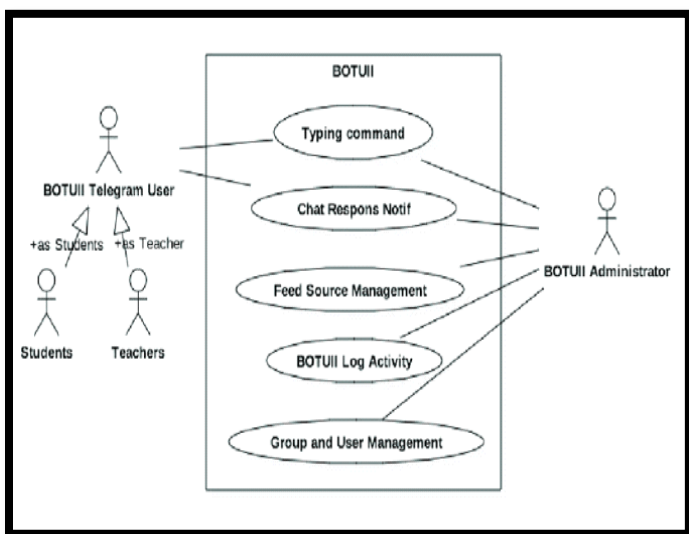 BOTUII
Typing command
BOTUII Telegram User
Chat Respons Notif
+as Students
+as Teacher
BOTUII Administrator
Feed Source Management
Students
Teachers
BOTUII Log Activity
Group and User Management